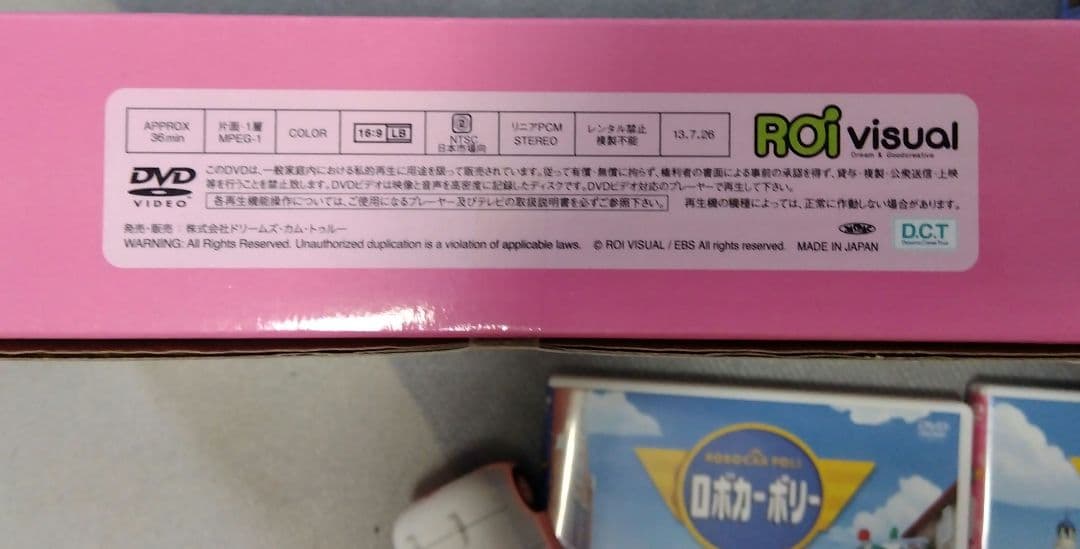 APPROX 36min
片面·1層 MPEG-1
COLOR
16:9 LB
2 NTSC 日本市場向
リニアPCM STEREO
レンタル禁止 複製不能
13.7.26
ROi visual
Dream & Goodcreative
DVD VIDEO
このDVDは、一般家庭内における私的再生に用途を限って販売されています。従って有償·無償に拘らず、権利者の書面による事前の承認を得ず、貸与·複製·公衆送信·上映
等を行うことを禁止致します。DVDビデオは映像と音声を高密度に記録したディスクです。DVDビデオ対応のプレーヤーで再生して下さい。
各再生機能操作については、ご使用になるプレーヤー及びテレビの取扱説明書を必ずご参照下さい。 再生機の機種によっては、正常に作動しない場合があります。
発売·販売：株式会社ドリームズ·カム·トゥルー
WARNING: All Rights Reserved. Unauthorized duplication is a violation of applicable laws. © ROI VISUAL / EBS All rights reserved. MADE IN JAPAN
D.C.T
Dreams Come True
DVD
ROBOCAR POLI
ロボカーポリー